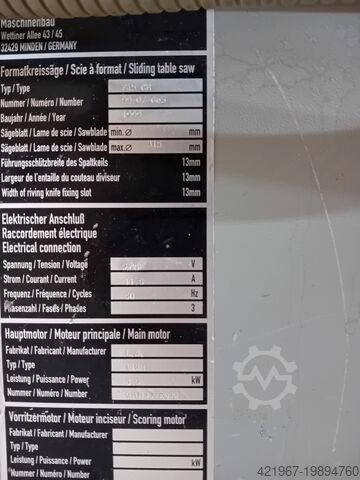 Maschinenbau
Wettiner Allee 43 / 45
32429 MINDEN / GERMANY
Formatkreissäge / Scie à format / Sliding table saw
Typ / Type
Nummer / Numéro / Number
Baujahr / Année / Year 1999
Sägeblatt / Lame de scie / Sawblade min.⌀ mm
Sägeblatt / Lame de scie / Sawblade max.⌀ 315 mm
Führungsschlitzbreite des Spaltkeils 13mm
Largeur de l'entaille du couteau diviseur 13mm
Width of riving knife fixing slot 13mm
Elektrischer Anschluß
Raccordement électrique
Electrical connection
Spannung / Tension / Voltage V
Strom / Courant / Current A
Frequenz / Fréquence / Cycles 50 Hz
Phasenzahl / Fases / Phases 3
Hauptmotor / Moteur principale / Main motor
Fabrikat / Fabricant / Manufacturer
Typ / Type
Leistung / Puissance / Power kW
Nummer / Numéro / Number
Vorritzermotor / Moteur inciseur / Scoring motor
Fabrikat / Fabricant / Manufacturer
Typ / Type
Leistung / Puissance / Power kW
Nummer / Numéro / Number
421967-19894760